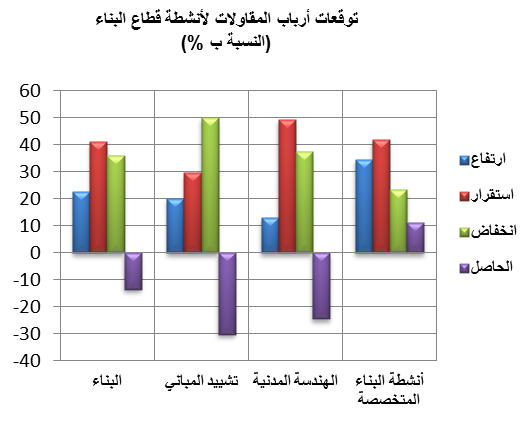 توقعات أرباب المقاولات لأنشطة قطاع البناء
(النسبة ب %)
60
50
40
30
20
10
0
-10
-20
-30
-40
البناء
تشييد المباني
الهندسة المدنية
أنشطة البناء
المتخصصة
ارتفاع
استقرار
انخفاض
الحاصل